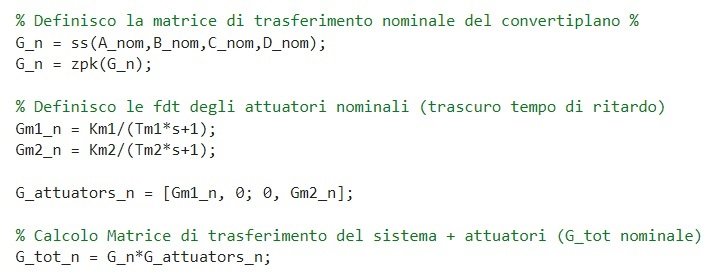 % Definisco la matrice di trasferimento nominale del convertiplano %
G_n = ss(A_nom,B_nom,C_nom,D_nom);
G_n = zpk(G_n);
% Definisco le fdt degli attuatori nominali (trascuro tempo di ritardo)
Gm1_n = Km1/(Tm1*s+1);
Gm2_n = Km2/(Tm2*s+1);
G_attuators_n = [Gm1_n, 0; 0, Gm2_n];
% Calcolo Matrice di trasferimento del sistema + attuatori (G_tot nominale)
G_tot_n = G_n*G_attuators_n;